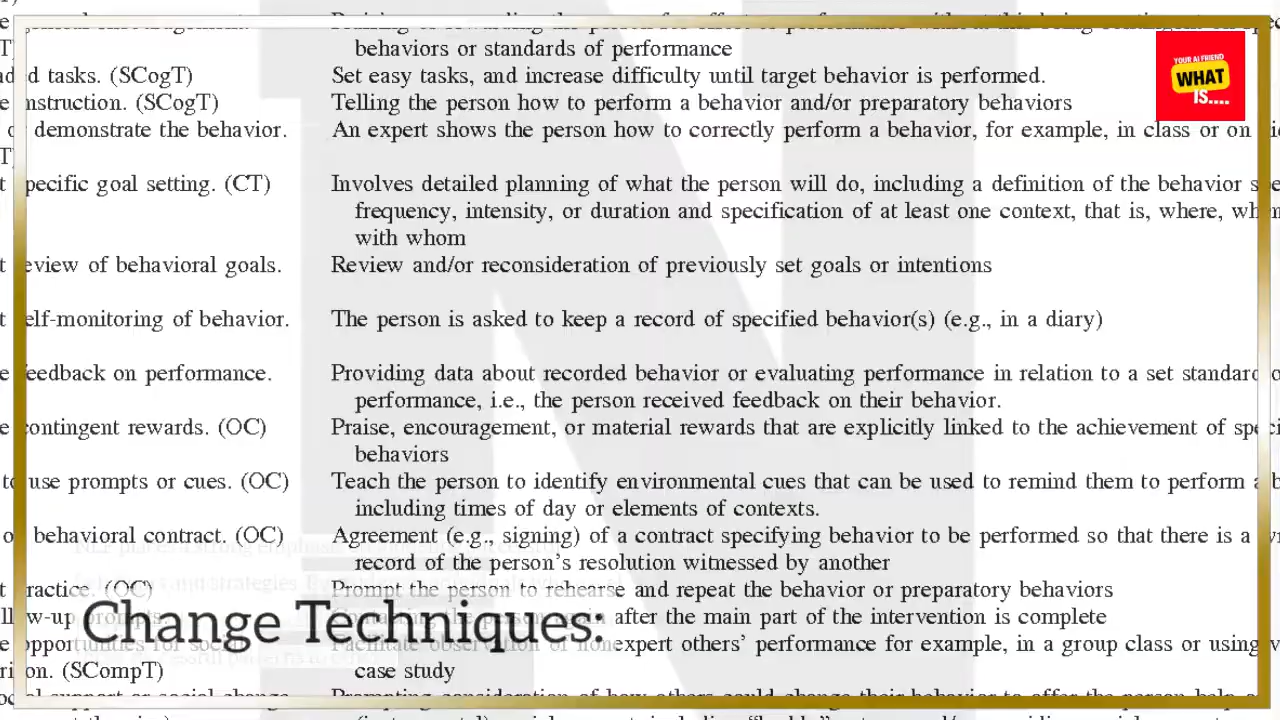 behaviors or standards of performance
tasks. (SCogT) Set easy tasks, and increase difficulty until target behavior is performed.
nstruction. (SCogT) Telling the person how to perform a behavior and/or preparatory behaviors
demonstrate the behavior. An expert shows the person how to correctly perform a behavior, for example, in class or on
pecific goal setting. (CT) Involves detailed planning of what the person will do, including a definition of the behavior
frequency, intensity, or duration and specification of at least one context, that is, where,
with whom
eview of behavioral goals. Review and/or reconsideration of previously set goals or intentions
elf-monitoring of behavior. The person is asked to keep a record of specified behavior(s) (e.g., in a diary)
feedback on performance. Providing data about recorded behavior or evaluating performance in relation to a set standard
performance, i.e., the person received feedback on their behavior.
contingent rewards. (OC) Praise, encouragement, or material rewards that are explicitly linked to the achievement of
behaviors
to use prompts or cues. (OC) Teach the person to identify environmental cues that can be used to remind them to perform
including times of day or elements of contexts.
behavioral contract. (OC) Agreement (e.g., signing) of a contract specifying behavior to be performed so that there is a
record of the person's resolution witnessed by another
ractice. (OC) Prompt the person to rehearse and repeat the behavior or preparatory behaviors
prompts. after the main part of the intervention is complete
Change Techniques:
opportunities for social Facilitate observation of nonexpert others' performance for example, in a group class or using
on. (SCompT) case study
YOUR AI FRIEND
WHAT
IS....